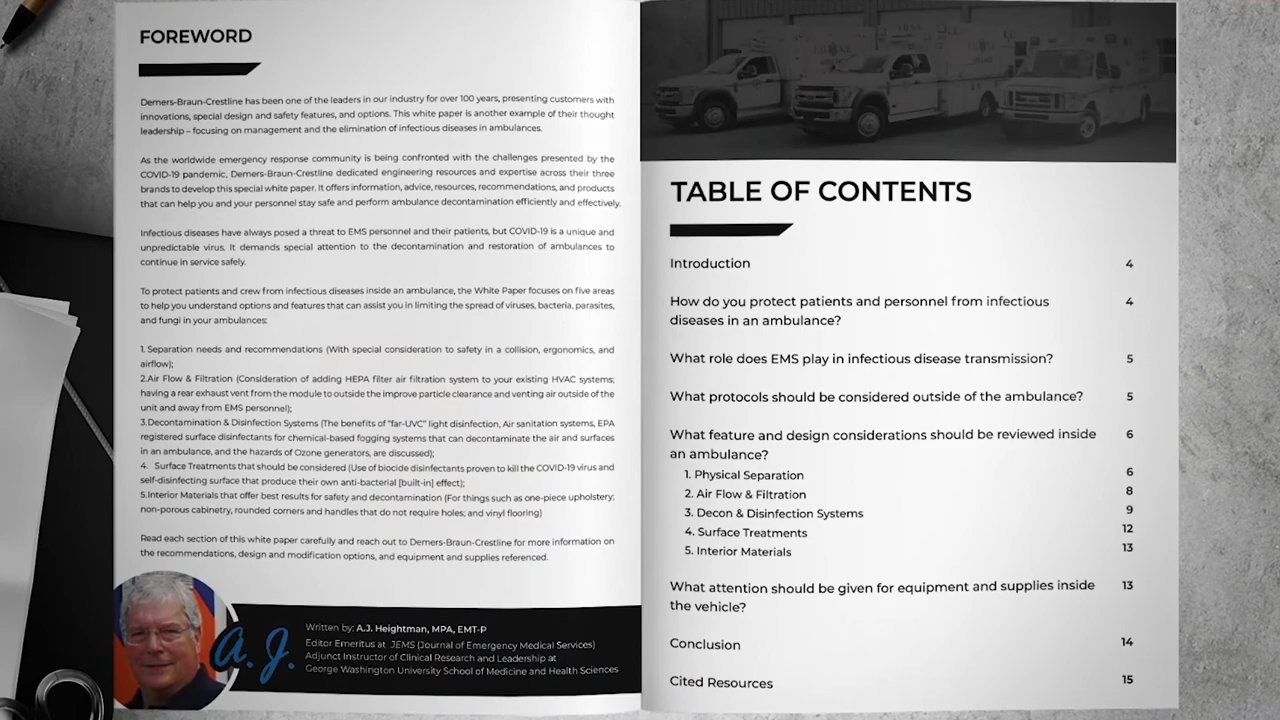 FOREWORD
Demers-Braun-Crestline has been one of the leaders in our industry for over 100 years, presenting customers with
innovations, special design and safety features, and options. This white paper is another example of their thought
leadership – focusing on management and the elimination of infectious diseases in ambulances.
As the worldwide emergency response community is being confronted with the challenges presented by the
COVID-19 pandemic, Demers-Braun-Crestline dedicated engineering resources and expertise across their three
brands to develop this special white paper. It offers information, advice, resources, recommendations, and products
that can help you and your personnel stay safe and perform ambulance decontamination efficiently and effectively.
Infectious diseases have always posed a threat to EMS personnel and their patients, but COVID-19 is a unique and
unpredictable virus. It demands special attention to the decontamination and restoration of ambulances to
continue in service safely.
To protect patients and crew from infectious diseases inside an ambulance, the White Paper focuses on five areas
to help you understand options and features that can assist you in limiting the spread of viruses, bacteria, parasites,
and fungi in your ambulances:
1. Separation needs and recommendations (With special consideration to safety in a collision, ergonomics, and
airflow);
2.Air Flow & Filtration (Consideration of adding HEPA filter air filtration system to your existing HVAC systems;
having a rear exhaust vent from the module to outside the improve particle clearance and venting air outside of the
unit and away from EMS personnel);
3.Decontamination & Disinfection Systems (The benefits of "far-UVC" light disinfection, Air sanitation systems, EPA
registered surface disinfectants for chemical-based fogging systems that can decontaminate the air and surfaces
in an ambulance, and the hazards of Ozone generators, are discussed);
4. Surface Treatments that should be considered (Use of biocide disinfectants proven to kill the COVID-19 virus and
self-disinfecting surface that produce their own anti-bacterial [built-in] effect);
5.Interior Materials that offer best results for safety and decontamination (For things such as one-piece upholstery;
non-porous cabinetry, rounded corners and handles that do not require holes; and vinyl flooring)
Read each section of this white paper carefully and reach out to Demers-Braun-Crestline for more information on
the recommendations, design and modification options, and equipment and supplies referenced.
A. J.
Written by: A.J. Heightman, MPA, EMT-P
Editor Emeritus at JEMS (Journal of Emergency Medical Services)
Adjunct Instructor of Clinical Research and Leadership at
George Washington University School of Medicine and Health Sciences
TABLE OF CONTENTS
Introduction 4
How do you protect patients and personnel from infectious 4
diseases in an ambulance?
What role does EMS play in infectious disease transmission? 5
What protocols should be considered outside of the ambulance? 5
What feature and design considerations should be reviewed inside 6
an ambulance?
1. Physical Separation 6
2. Air Flow & Filtration 8
3. Decon & Disinfection Systems 9
4. Surface Treatments 12
5. Interior Materials 13
What attention should be given for equipment and supplies inside 13
the vehicle?
Conclusion 14
Cited Resources 15